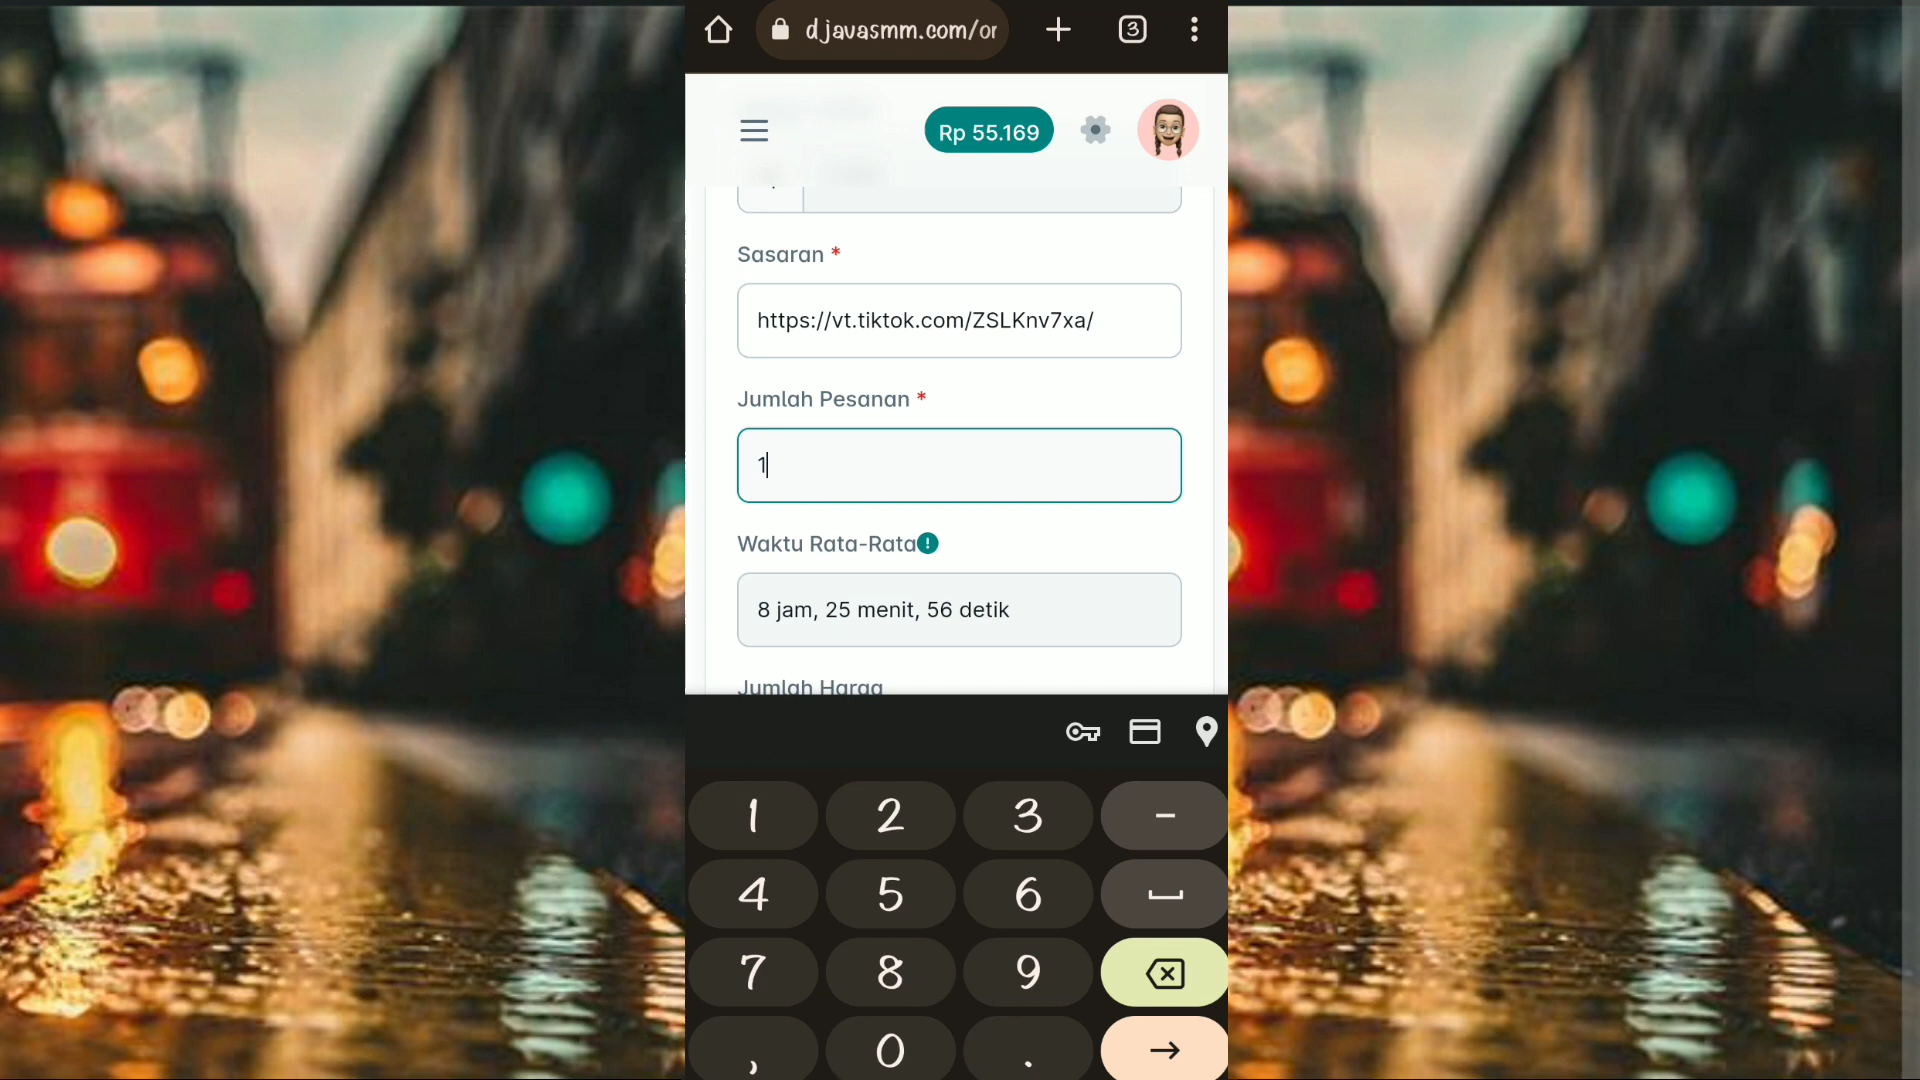 djavasmm.com/or
3
Rp 55.169
Sasaran *
https://vt.tiktok.com/ZSLKnv7xa/
Jumlah Pesanan *
1
Waktu Rata-Rata
8 jam, 25 menit, 56 detik
Jumlah Harga
1 2 3 -
4 5 6
7 8 9
, 0 .